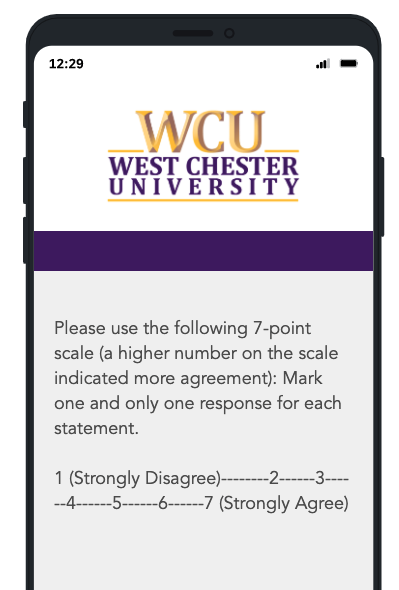 12:29
WCU
WEST CHESTER
UNIVERSITY
Please use the following 7-point
scale (a higher number on the scale
indicated more agreement): Mark
one and only one response for each
statement.
1 (Strongly Disagree)--------2------3----
--4------5------6------7 (Strongly Agree)